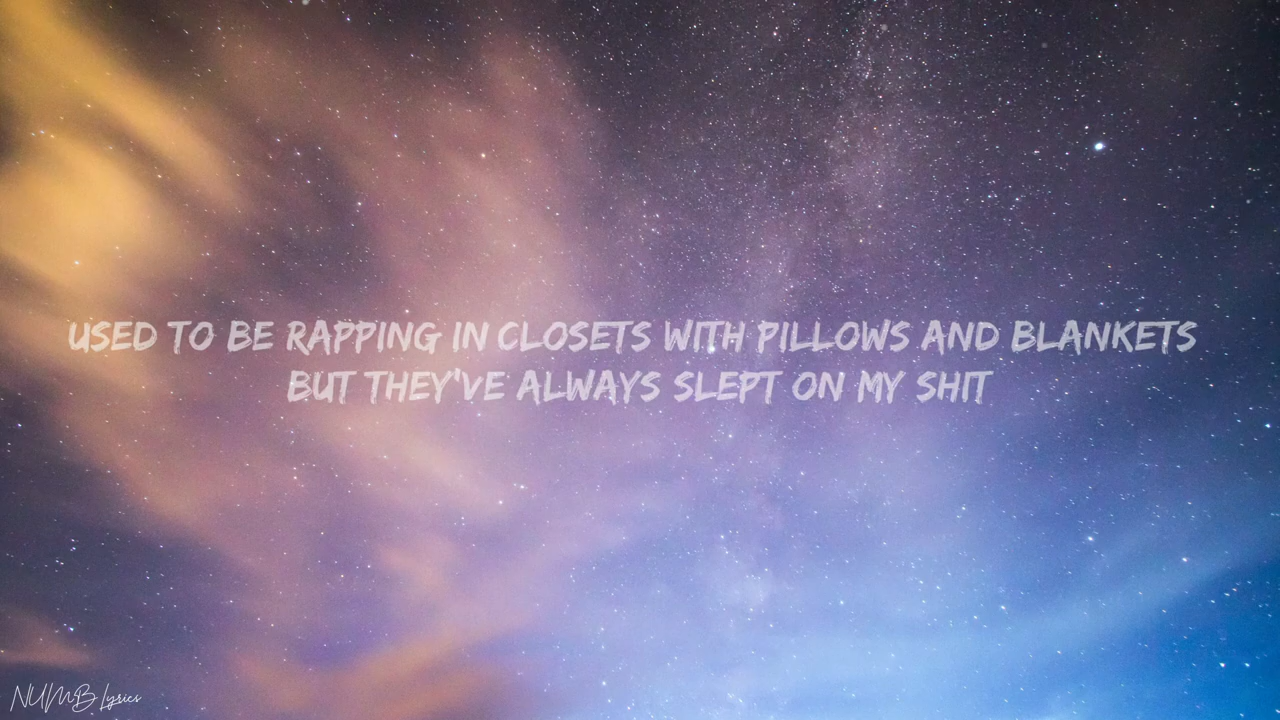 USED TO BE RAPPING IN CLOSETS WITH PILLOWS AND BLANKETS
BUT THEY'VE ALWAYS SLEPT ON MY SHIT
NUMB Lyrics